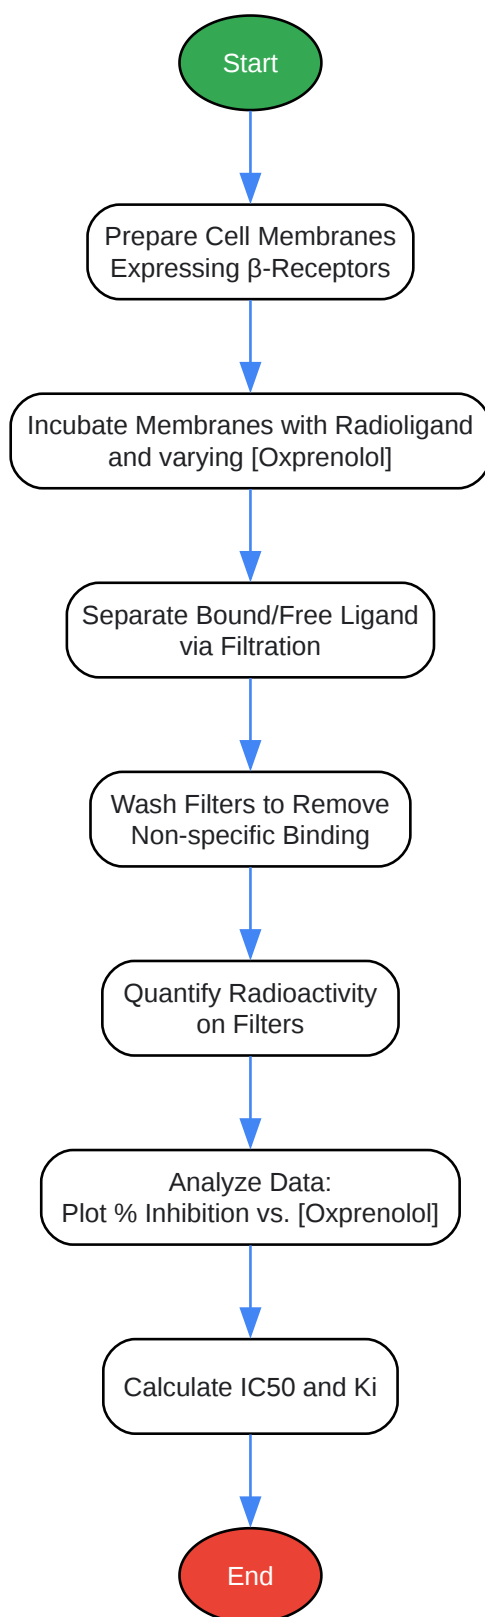 Start
Prepare Cell Membranes
Expressing β-Receptors
Incubate Membranes with Radioligand
and varying [Oxprenolol]
Separate Bound/Free Ligand
via Filtration
Wash Filters to Remove
Non-specific Binding
Quantify Radioactivity
on Filters
Analyze Data:
Plot % Inhibition vs. [Oxprenolol]
Calculate IC50 and Ki
End